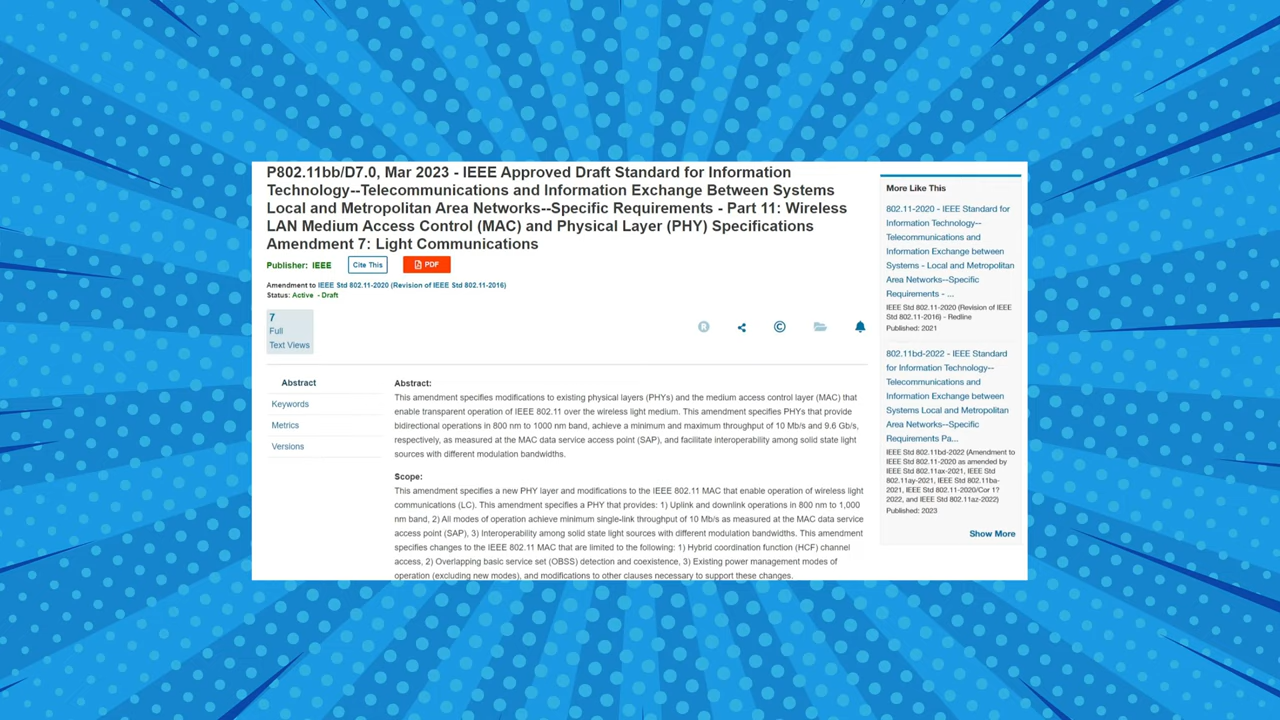 P802.11bb/D7.0, Mar 2023 - IEEE Approved Draft Standard for Information
Technology--Telecommunications and Information Exchange Between Systems
Local and Metropolitan Area Networks--Specific Requirements - Part 11: Wireless
LAN Medium Access Control (MAC) and Physical Layer (PHY) Specifications
Amendment 7: Light Communications
Publisher: IEEE
Cite This
PDF
Amendment to IEEE Std 802.11-2020 (Revision of IEEE Std 802.11-2016)
Status: Active - Draft
7
Full
Text Views
R
C
Abstract
Keywords
Metrics
Versions
Abstract:
This amendment specifies modifications to existing physical layers (PHYs) and the medium access control layer (MAC) that
enable transparent operation of IEEE 802.11 over the wireless light medium. This amendment specifies PHYs that provide
bidirectional operations in 800 nm to 1000 nm band, achieve a minimum and maximum throughput of 10 Mb/s and 9.6 Gb/s,
respectively, as measured at the MAC data service access point (SAP), and facilitate interoperability among solid state light
sources with different modulation bandwidths.
Scope:
This amendment specifies a new PHY layer and modifications to the IEEE 802.11 MAC that enable operation of wireless light
communications (LC). This amendment specifies a PHY that provides: 1) Uplink and downlink operations in 800 nm to 1,000
nm band, 2) All modes of operation achieve minimum single-link throughput of 10 Mb/s as measured at the MAC data service
access point (SAP), 3) Interoperability among solid state light sources with different modulation bandwidths. This amendment
specifies changes to the IEEE 802.11 MAC that are limited to the following: 1) Hybrid coordination function (HCF) channel
access, 2) Overlapping basic service set (OBSS) detection and coexistence, 3) Existing power management modes of
operation (excluding new modes), and modifications to other clauses necessary to support these changes.
More Like This
802.11-2020 - IEEE Standard for
Information Technology--
Telecommunications and
Information Exchange between
Systems - Local and Metropolitan
Area Networks--Specific
Requirements - ...
IEEE Std 802.11-2020 (Revision of IEEE
Std 802.11-2016) - Redline
Published: 2021
802.11bd-2022 - IEEE Standard
for Information Technology--
Telecommunications and
Information Exchange between
Systems Local and Metropolitan
Area Networks--Specific
Requirements Pa...
IEEE Std 802.11bd-2022 (Amendment to
IEEE Std 802.11-2020 as amended by
IEEE Std 802.11ax-2021, IEEE Std
802.11ay-2021, IEEE Std 802.11ba-
2021, IEEE Std 802.11-2020/Cor 1?
2022, and IEEE Std 802.11az-2022)
Published: 2023
Show More